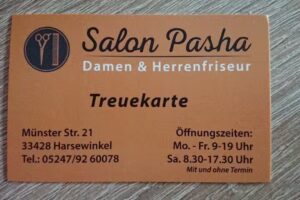 Salon Pasha
Damen & Herrenfriseur
Treuekarte
Münster Str. 21
33428 Harsewinkel
Tel.: 05247/92 60078
Öffnungszeiten:
Mo. - Fr. 9-19 Uhr
Sa. 8.30-17.30 Uhr
Mit und ohne Termin